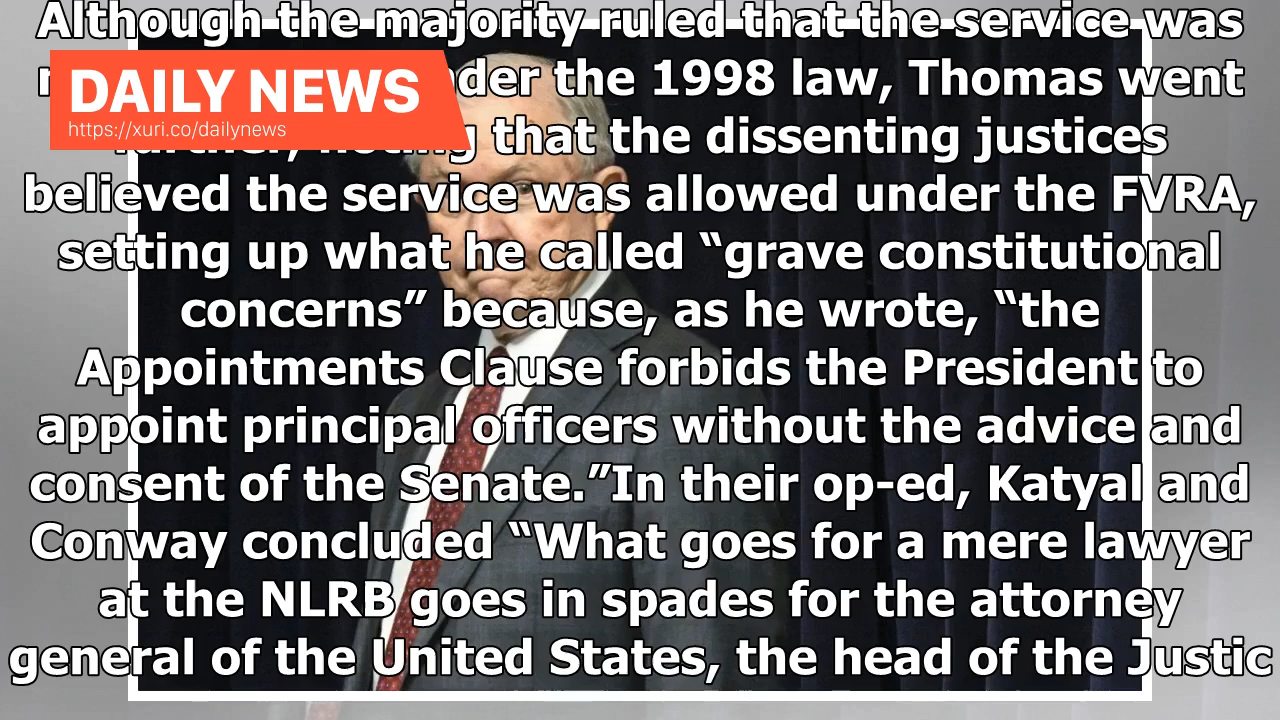 Although the majority ruled that the service was
DAILY NEWS
https://xuri.co/dailynews
the 1998 law, Thomas went
that the dissenting justices
believed the service was allowed under the FVRA,
setting up what he called “grave constitutional
concerns” because, as he wrote, “the
Appointments Clause forbids the President to
appoint principal officers without the advice and
consent of the Senate.”In their op-ed, Katyal and
Conway concluded “What goes for a mere lawyer
at the NLRB goes in spades for the attorney
general of the United States, the head of the Justic